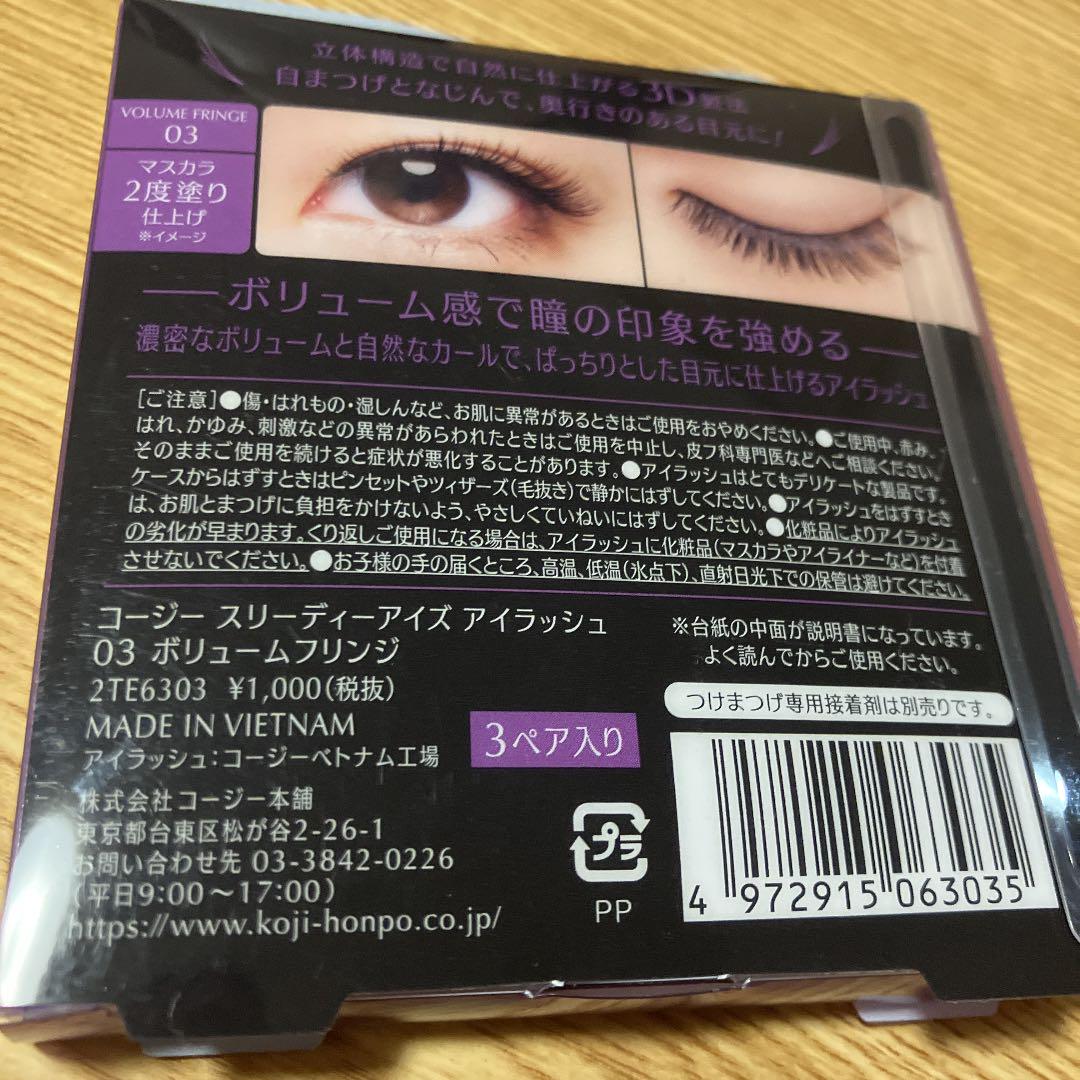 立体構造で自然に仕上がる3D製法
自まつげとなじんで、奥行きのある目元に!
VOLUME FRINGE
03
マスカラ
2度塗り
仕上げ
※イメージ
ボリューム感で瞳の印象を強める
濃密なボリュームと自然なカールで、ぱっちりとした目元に仕上げるアイラッシュ
[ご注意]●傷・はれもの・湿しんなど、お肌に異常があるときはご使用をおやめください。●ご使用中、赤み、
はれ、かゆみ、刺激などの異常があらわれたときはご使用を中止し、皮フ科専門医などへご相談ください。
そのままご使用を続けると症状が悪化することがあります。●アイラッシュはとてもデリケートな製品です。
ケースからはずすときはピンセットやツィザーズ(毛抜き)で静かにはずしてください。●アイラッシュをはずすとき
は、お肌とまつげに負担をかけないよう、やさしくていねいにはずしてください。●化粧品によりアイラッシュ
の劣化が早まります。くり返しご使用になる場合は、アイラッシュに化粧品(マスカラやアイライナーなど)を付着
させないでください。●お子様の手の届くところ、高温、低温(氷点下)、直射日光下での保管は避けてください。
コージー スリーディーアイズ アイラッシュ
03 ボリュームフリンジ
2TE6303 ¥1,000(税抜)
MADE IN VIETNAM
アイラッシュ:コージーベトナム工場
3ペア入り
株式会社コージー本舗
東京都台東区松が谷2-26-1
お問い合わせ先 03-3842-0226
(平日9:00〜17:00)
https://www.koji-honpo.co.jp/
※台紙の中面が説明書になっています。
よく読んでからご使用ください。
つけまつげ専用接着剤は別売りです。
プラ
PP
4 972915 063035